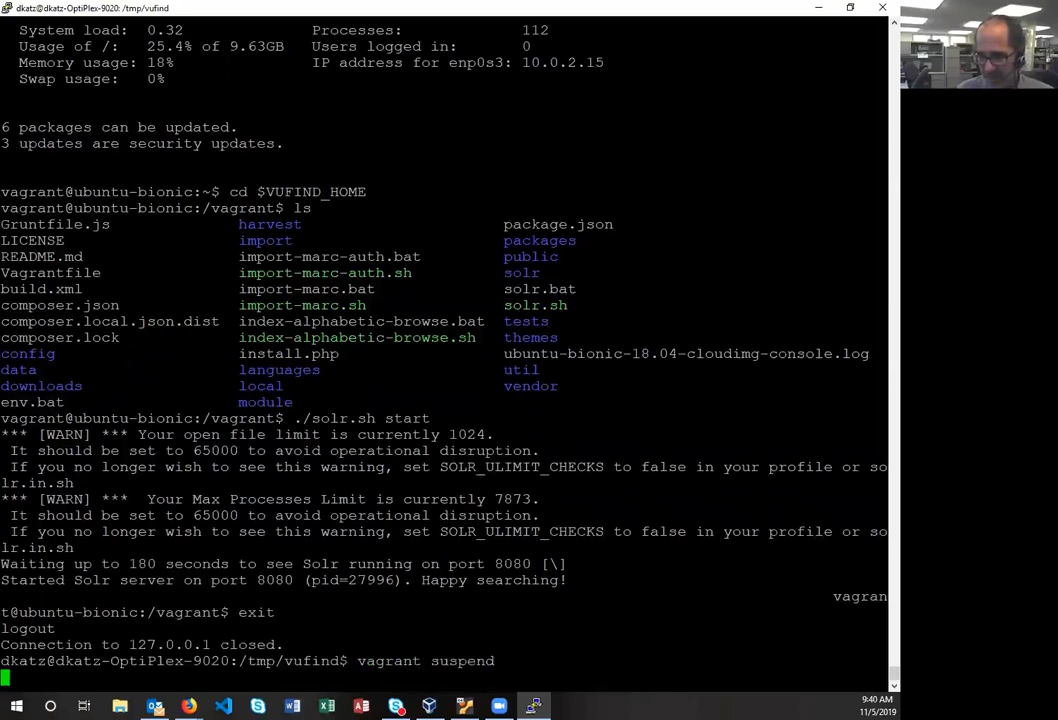 dkatz@dkatz-OptiPlex-9020: /tmp/vufind
System load: 0.32 Processes: 112
Usage of /: 25.4% of 9.63GB Users logged in: 0
Memory usage: 18% IP address for enp0s3: 10.0.2.15
Swap usage: 0%
6 packages can be updated.
3 updates are security updates.
vagrant@ubuntu-bionic:~$ cd $VUFIND_HOME
vagrant@ubuntu-bionic:/vagrant$ ls
Gruntfile.js harvest package.json
LICENSE import packages
README.md import-marc-auth.bat public
Vagrantfile import-marc-auth.sh solr
build.xml import-marc.bat solr.bat
composer.json import-marc.sh solr.sh
composer.local.json.dist index-alphabetic-browse.bat tests
composer.lock index-alphabetic-browse.sh themes
config install.php ubuntu-bionic-18.04-cloudimg-console.log
data languages util
downloads local vendor
env.bat module
vagrant@ubuntu-bionic:/vagrant$ ./solr.sh start
*** [WARN] *** Your open file limit is currently 1024.
It should be set to 65000 to avoid operational disruption.
If you no longer wish to see this warning, set SOLR_ULIMIT_CHECKS to false in your profile or so
lr.in.sh
*** [WARN] *** Your Max Processes Limit is currently 7873.
It should be set to 65000 to avoid operational disruption.
If you no longer wish to see this warning, set SOLR_ULIMIT_CHECKS to false in your profile or so
lr.in.sh
Waiting up to 180 seconds to see Solr running on port 8080 [\]
Started Solr server on port 8080 (pid=27996). Happy searching!
vagran
t@ubuntu-bionic:/vagrant$ exit
logout
Connection to 127.0.0.1 closed.
dkatz@dkatz-OptiPlex-9020:/tmp/vufind$ vagrant suspend
9:40 AM
11/5/2019